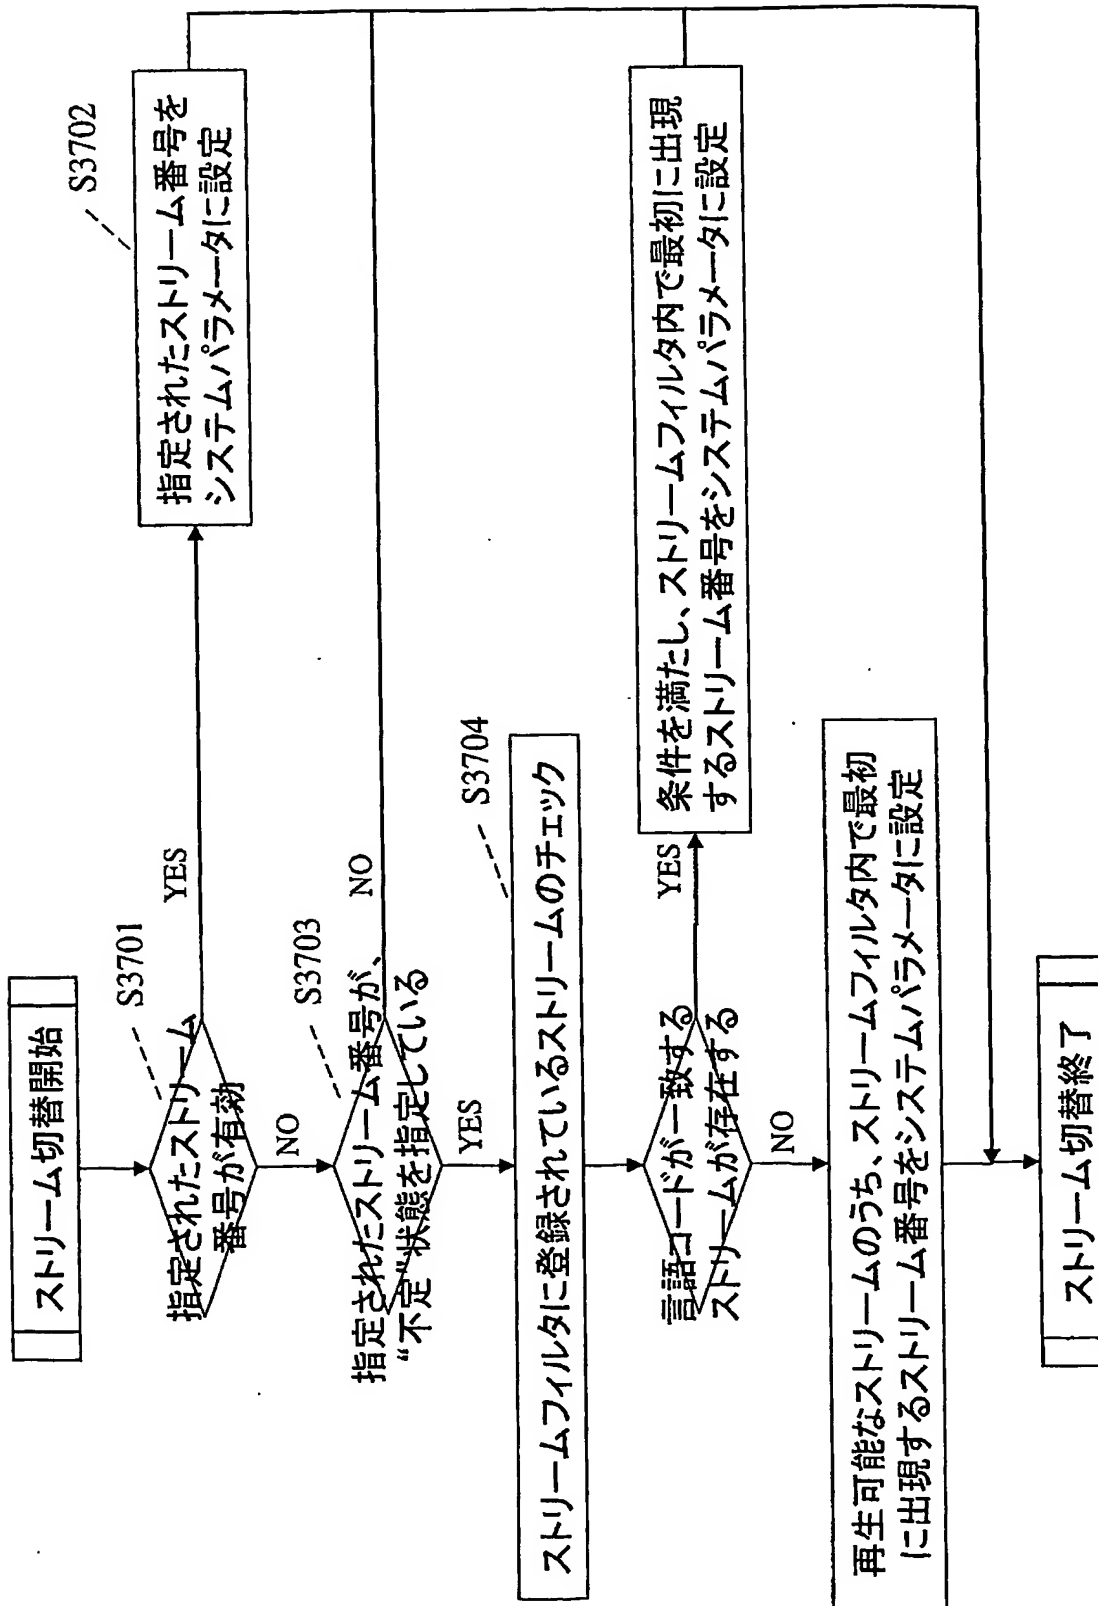 ストリーム切替開始
S3701
指定されたストリーム
番号が有効
YES
S3702
指定されたストリーム番号を
システムパラメータに設定
NO
S3703
指定されたストリーム番号が、
“不定“状態を指定している
NO
YES
S3704
ストリームフィルタに登録されているストリームのチェック
言語コードが一致する
ストリームが存在する
YES
条件を満たし、ストリームフィルタ内で最初に出現
するストリーム番号をシステムパラメータに設定
NO
再生可能なストリームのうち、ストリームフィルタ内で最初
に出現するストリーム番号をシステムパラメータに設定
ストリーム切替終了